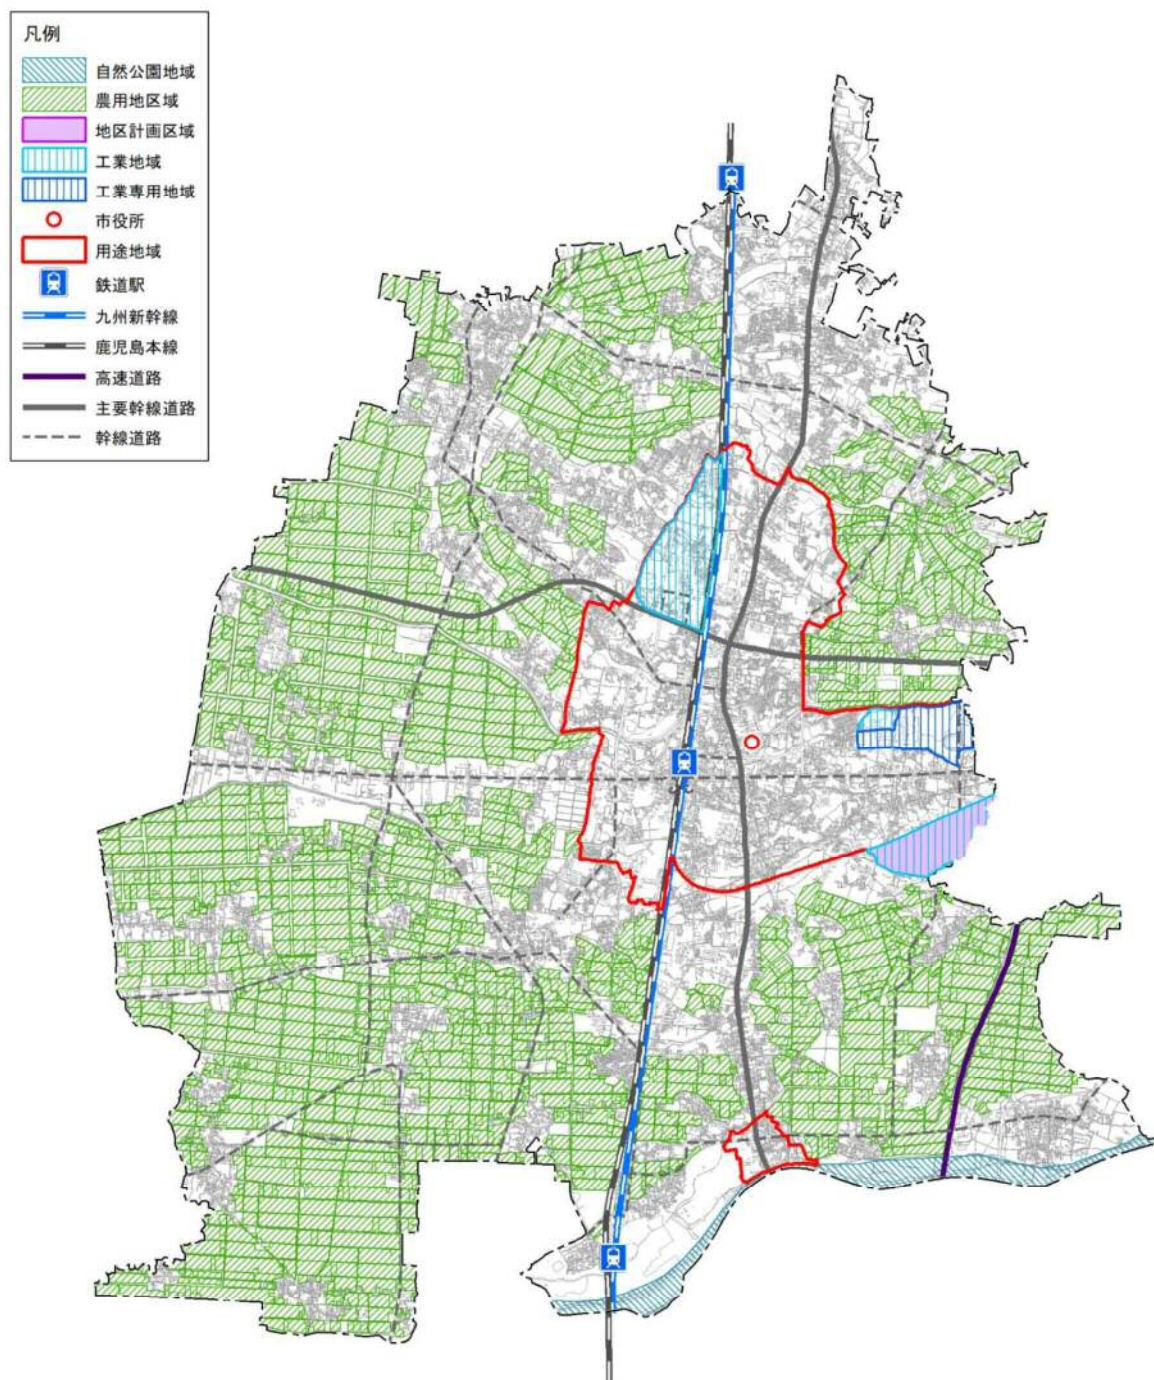 凡例
自然公園地域
農用地区域
地区計画区域
工業地域
工業専用地域
市役所
用途地域
鉄道駅
九州新幹線
鹿児島本線
高速道路
主要幹線道路
幹線道路